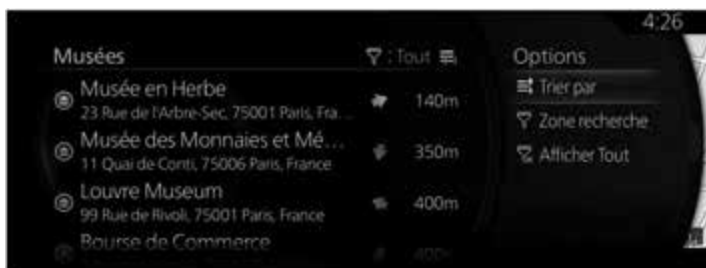 4:26
Musées
: Tout
Options
Musée en Herbe
23 Rue de l'Arbre-Sec, 75001 Paris, Fra...
140m
Musée des Monnaies et Mé...
11 Quai de Conti, 75006 Paris, France
350m
Louvre Museum
99 Rue de Rivoli, 75001 Paris, France
400m
Bourse de Commerce
400m
Trier par
Zone recherche
Afficher Tout